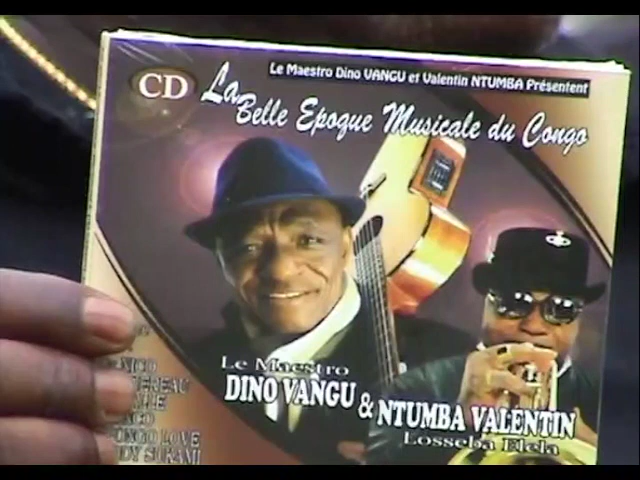 Le Maestro Dino VANGU et Valentin NTUMBA Présentent
CD
La Belle Epoque Musicale du Congo
Le Maestro
DINO VANGU & NTUMBA VALENTIN
Losseba Elela
NICO
LOVE